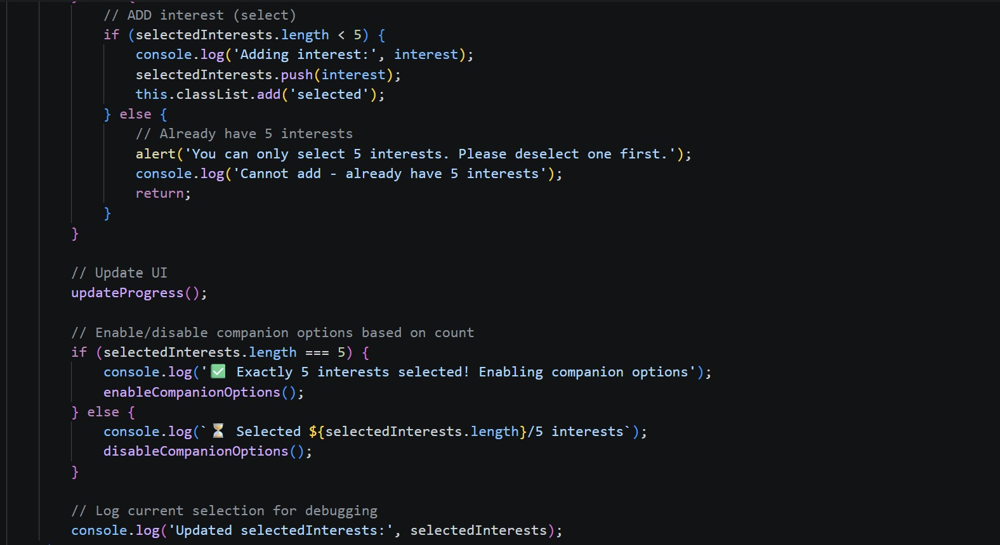 // ADD interest (select)
if (selectedInterests.length < 5) {
console.log('Adding interest:', interest);
selectedInterests.push(interest);
this.classList.add('selected');
} else {
// Already have 5 interests
alert('You can only select 5 interests. Please deselect one first.');
console.log('Cannot add - already have 5 interests');
return;
}
}
// Update UI
updateProgress();
// Enable/disable companion options based on count
if (selectedInterests.length === 5) {
console.log('✅ Exactly 5 interests selected! Enabling companion options');
enableCompanionOptions();
} else {
console.log(`⏳ Selected ${selectedInterests.length}/5 interests`);
disableCompanionOptions();
}
// Log current selection for debugging
console.log('Updated selectedInterests:', selectedInterests);